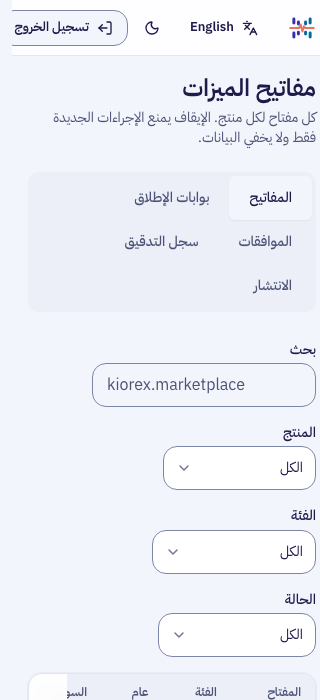 English
تسجيل الخروج
مفاتيح الميزات
كل مفتاح لكل منتج. الإيقاف يمنع الإجراءات الجديدة
فقط ولا يخفي البيانات.
المفاتيح
بوابات الإطلاق
الموافقات
سجل التدقيق
الانتشار
بحث
kiorex.marketplace
المنتج
الكل
الفئة
الكل
الحالة
الكل
المفتاح
الفئة
عام